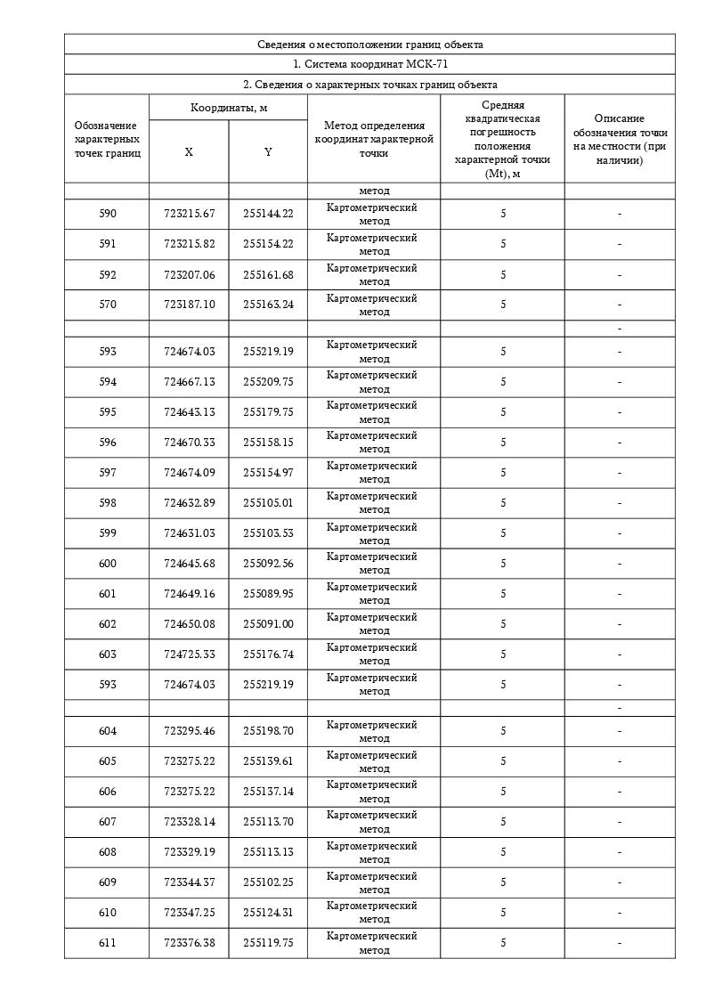 Сведения о местоположении границ объекта
1. Система координат МСК-71
2. Сведения о характерных точках границ объекта
Обозначение характерных точек границ
Координаты, м
X
Y
Метод определения координат характерной точки
Средняя квадратическая погрешность положения характерной точки (Mt), м
Описание обозначения точки на местности (при наличии)
метод
590 723215.67 255144.22 Картометрический метод 5 -
591 723215.82 255154.22 Картометрический метод 5 -
592 723207.06 255161.68 Картометрический метод 5 -
570 723187.10 255163.24 Картометрический метод 5 -
-
593 724674.03 255219.19 Картометрический метод 5 -
594 724667.13 255209.75 Картометрический метод 5 -
595 724643.13 255179.75 Картометрический метод 5 -
596 724670.33 255158.15 Картометрический метод 5 -
597 724674.09 255154.97 Картометрический метод 5 -
598 724632.89 255105.01 Картометрический метод 5 -
599 724631.03 255103.53 Картометрический метод 5 -
600 724645.68 255092.56 Картометрический метод 5 -
601 724649.16 255089.95 Картометрический метод 5 -
602 724650.08 255091.00 Картометрический метод 5 -
603 724725.33 255176.74 Картометрический метод 5 -
593 724674.03 255219.19 Картометрический метод 5 -
-
604 723295.46 255198.70 Картометрический метод 5 -
605 723275.22 255139.61 Картометрический метод 5 -
606 723275.22 255137.14 Картометрический метод 5 -
607 723328.14 255113.70 Картометрический метод 5 -
608 723329.19 255113.13 Картометрический метод 5 -
609 723344.37 255102.25 Картометрический метод 5 -
610 723347.25 255124.31 Картометрический метод 5 -
611 723376.38 255119.75 Картометрический метод 5 -